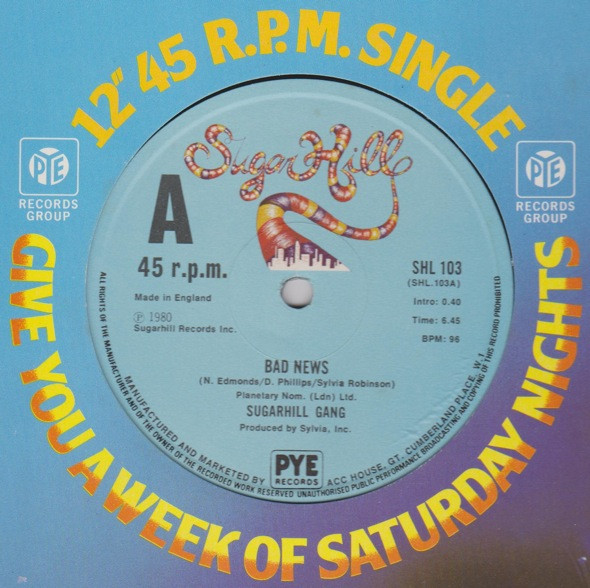 12" 45 R.P.M. SINGLE
PYE
RECORDS
GROUP
PYE
RECORDS
GROUP
GIVE YOU A WEEK OF SATURDAY NIGHTS
Sugar Hill
A
45 r.p.m.
Made in England
℗ 1980
Sugarhill Records Inc.
SHL 103
(SHL.103A)
Intro: 0.40
Time: 6.45
BPM: 96
BAD NEWS
(N. Edmonds/D. Phillips/Sylvia Robinson)
Planetary Nom. (Ldn) Ltd.
SUGARHILL GANG
Produced by Sylvia, Inc.
MANUFACTURED AND MARKETED BY
PYE
RECORDS
ACC HOUSE, GT. CUMBERLAND PLACE, W.1.
ALL RIGHTS OF THE MANUFACTURER AND OF THE OWNER OF THE RECORDED WORK RESERVED UNAUTHORISED PUBLIC PERFORMANCE BROADCASTING AND COPYING OF THIS RECORD PROHIBITED